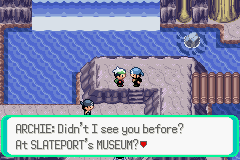 ARCHIE: Didn't I see you before?
At SLATEPORT's MUSEUM?